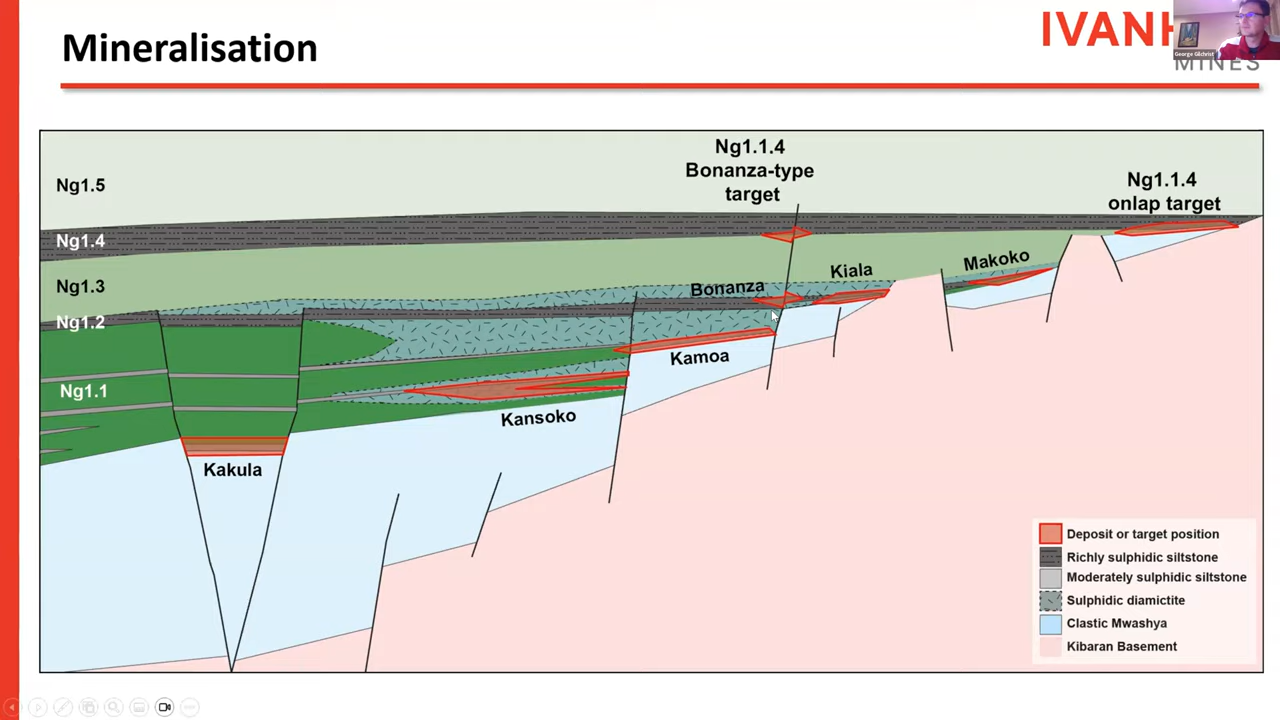 Mineralisation
IVANH
MINES
George Gilchrist
Ng1.1.4
Bonanza-type
target
Ng1.1.4
onlap target
Ng1.5
Ng1.4
Ng1.3
Ng1.2
Ng1.1
Bonanza
Kiala
Makoko
Kamoa
Kansoko
Kakula
Deposit or target position
Richly sulphidic siltstone
Moderately sulphidic siltstone
Sulphidic diamictite
Clastic Mwashya
Kibaran Basement